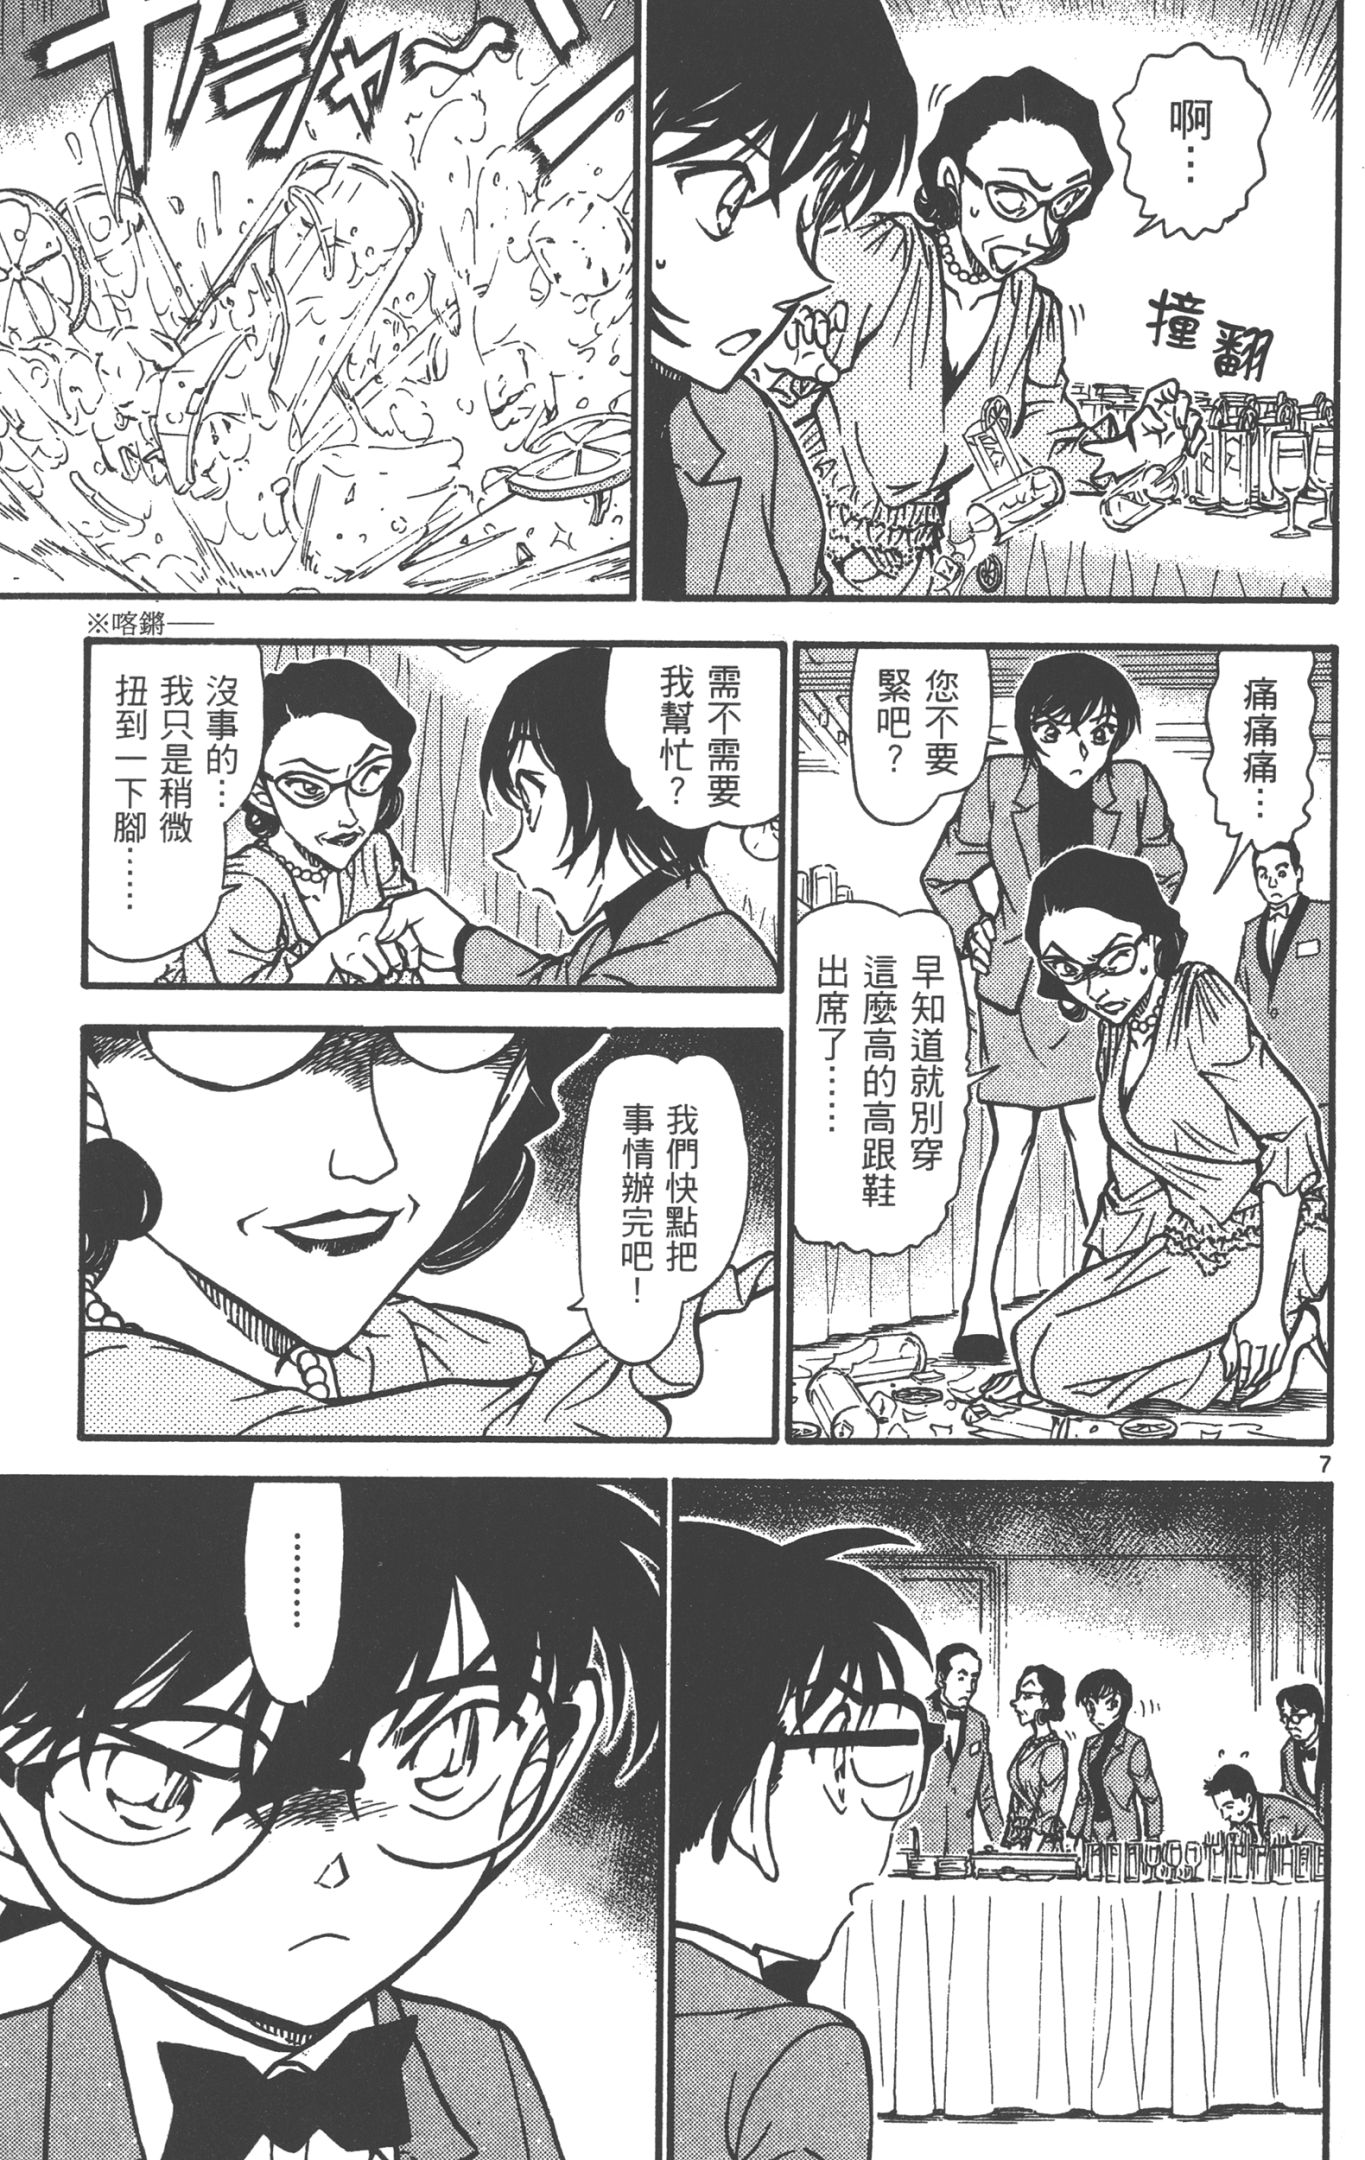 啊…
撞翻
ガシャ〜ン
※喀鏘——
痛痛痛…
您不要
緊吧？
早知道就別穿
這麼高的高跟鞋
出席了……
需不需要
我幫忙？
沒事的…
我只是稍微
扭到一下腳……
我們快點把
事情辦完吧！
7
………